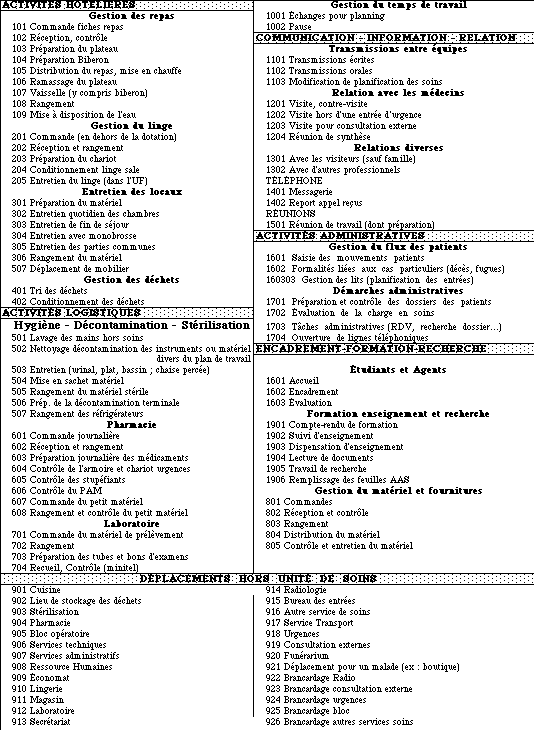 ACTIVITÉS HOTELIERES
Gestion des repas
101 Commande fiches repas
102 Réception, contrôle
103 Préparation du plateau
104 Préparation Biberon
105 Distribution du repas, mise en chauffe
106 Ramassage du plateau
107 Vaisselle (y compris biberon)
108 Rangement
109 Mise à disposition de l'eau
Gestion du linge
201 Commande (en dehors de la dotation)
202 Réception et rangement
203 Préparation du chariot
204 Conditionnement linge sale
205 Entretien du linge (dans l'UF)
Entretien des locaux
301 Préparation du matériel
302 Entretien quotidien des chambres
303 Entretien de fin de séjour
304 Entretien avec monobrosse
305 Entretien des parties communes
306 Rangement du matériel
507 Déplacement de mobilier
Gestion des déchets
401 Tri des déchets
402 Conditionnement des déchets
ACTIVITÉS LOGISTIQUES
Hygiène - Décontamination - Stérilisation
501 Lavage des mains hors soins
502 Nettoyage décontamination des instruments ou matériel
divers du plan de travail
503 Entretien (urinal, plat, bassin ; chaise percée)
504 Mise en sachet matériel
505 Rangement du matériel stérile
506 Prép. de la décontamination terminale
507 Rangement des réfrigérateurs
Pharmacie
601 Commande journalière
602 Réception et rangement
603 Préparation journalière des médicaments
604 Contrôle de l'armoire et chariot urgences
605 Contrôle des stupéfiants
606 Contrôle du PAM
607 Commande du petit matériel
608 Rangement et contrôle du petit matériel
Laboratoire
701 Commande du matériel de prélèvement
702 Rangement
703 Préparation des tubes et bons d'examens
704 Recueil, Contrôle (minitel)
Gestion du temps de travail
1001 Échanges pour planning
1002 Pause
COMMUNICATION - INFORMATION - RELATION
Transmissions entre équipes
1101 Transmissions écrites
1102 Transmissions orales
1103 Modification de planification des soins
Relation avec les médecins
1201 Visite, contre-visite
1202 Visite hors d'une entrée d'urgence
1203 Visite pour consultation externe
1204 Réunion de synthèse
Relations diverses
1301 Avec les visiteurs (sauf famille)
1302 Avec d'autres professionnels
TÉLÉPHONE
1401 Messagerie
1402 Report appel reçus
RÉUNIONS
1501 Réunion de travail (dont préparation)
ACTIVITÉS ADMINISTRATIVES
Gestion du flux des patients
1601 Saisie des mouvements patients
1602 Formalités liées aux cas particuliers (décès, fugues)
160303 Gestion des lits (planification des entrées)
Démarches administratives
1701 Préparation et contrôle des dossiers des patients
1702 Évaluation de la charge en soins
1703 Tâches administratives (RDV, recherche dossier...)
1704 Ouverture de lignes téléphoniques
ENCADREMENT-FORMATION-RECHERCHE
Étudiants et Agents
1601 Accueil
1602 Encadrement
1603 Évaluation
Formation enseignement et recherche
1901 Compte-rendu de formation
1902 Suivi d'enseignement
1903 Dispensation d'enseignement
1904 Lecture de documents
1905 Travail de recherche
1906 Remplissage des feuilles AAS
Gestion du matériel et fournitures
801 Commandes
802 Réception et contrôle
803 Rangement
804 Distribution du matériel
805 Contrôle et entretien du matériel
DÉPLACEMENTS HORS UNITÉ DE SOINS
901 Cuisine
902 Lieu de stockage des déchets
903 Stérilisation
904 Pharmacie
905 Bloc opératoire
906 Services techniques
907 Services administratifs
908 Ressource Humaines
909 Économat
910 Lingerie
911 Magasin
912 Laboratoire
913 Secrétariat
914 Radiologie
915 Bureau des entrées
916 Autre service de soins
917 Service Transport
918 Urgences
919 Consultation externes
920 Funérarium
921 Déplacement pour un malade (ex : boutique)
922 Brancardage Radio
923 Brancardage consultation externe
924 Brancardage urgences
925 Brancardage bloc
926 Brancardage autres services soins